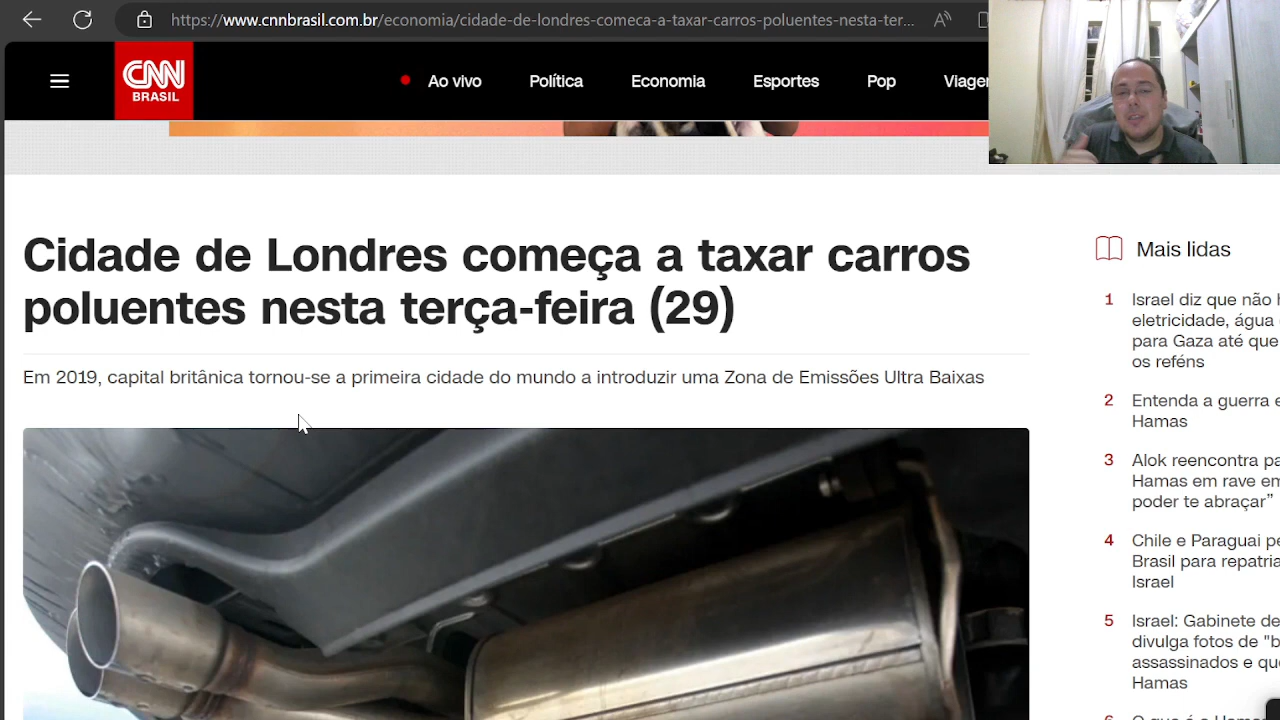 https://www.cnnbrasil.com.br/economia/cidade-de-londres-comeca-a-taxar-carros-poluentes-nesta-ter...
CNN
BRASIL
Ao vivo
Política
Economia
Esportes
Pop
Cidade de Londres começa a taxar carros
poluentes nesta terça-feira (29)
Em 2019, capital britânica tornou-se a primeira cidade do mundo a introduzir uma Zona de Emissões Ultra Baixas
Mais lidas
1 Israel diz que não
eletricidade, água
para Gaza até que
os reféns
2 Entenda a guerra e
Hamas
3 Alok reencontra
Hamas em rave
poder te abraçar”
4 Chile e Paraguai
Brasil para
Israel
5 Israel: Gabinete de
divulga fotos de "b
assassinados e
Hamas